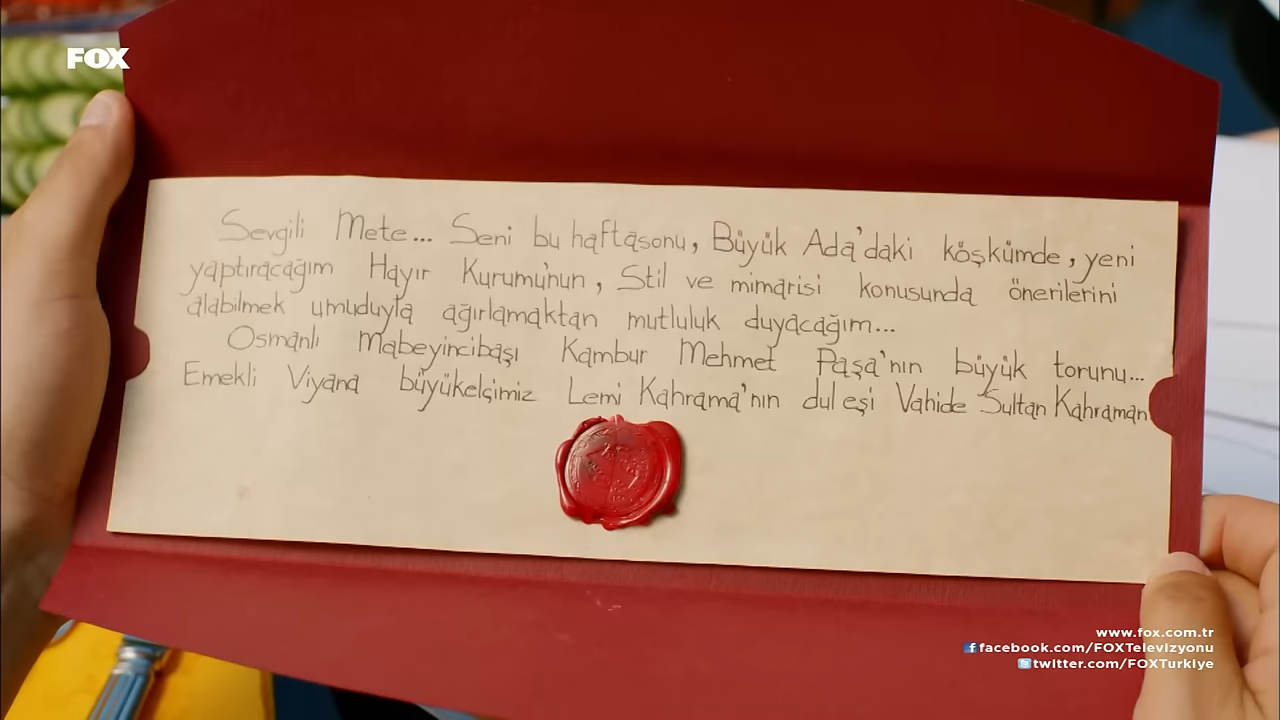 FOX
Sevgili Mete... Seni bu haftasonu, Büyük Ada'daki köşkümde, yeni
yaptıracağım Hayır Kurumu'nun, Stil ve mimarisi konusunda önerilerini
alabilmek umuduyla ağırlamaktan mutluluk duyacağım...
Osmanlı Mabeyincibaşı Kambur Mehmet Paşa'nın büyük torunu...
Emekli Viyana büyükelçimiz Lemi Kahrama'nın dul eşi Vahide Sultan Kahraman
www.fox.com.tr
facebook.com/FOXTelevizyonu
twitter.com/FOXTurkiye